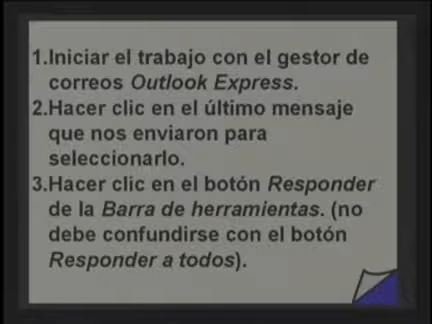 1.Iniciar el trabajo con el gestor de
correos Outlook Express.
2.Hacer clic en el último mensaje
que nos enviaron para
seleccionarlo.
3.Hacer clic en el botón Responder
de la Barra de herramientas. (no
debe confundirse con el botón
Responder a todos).